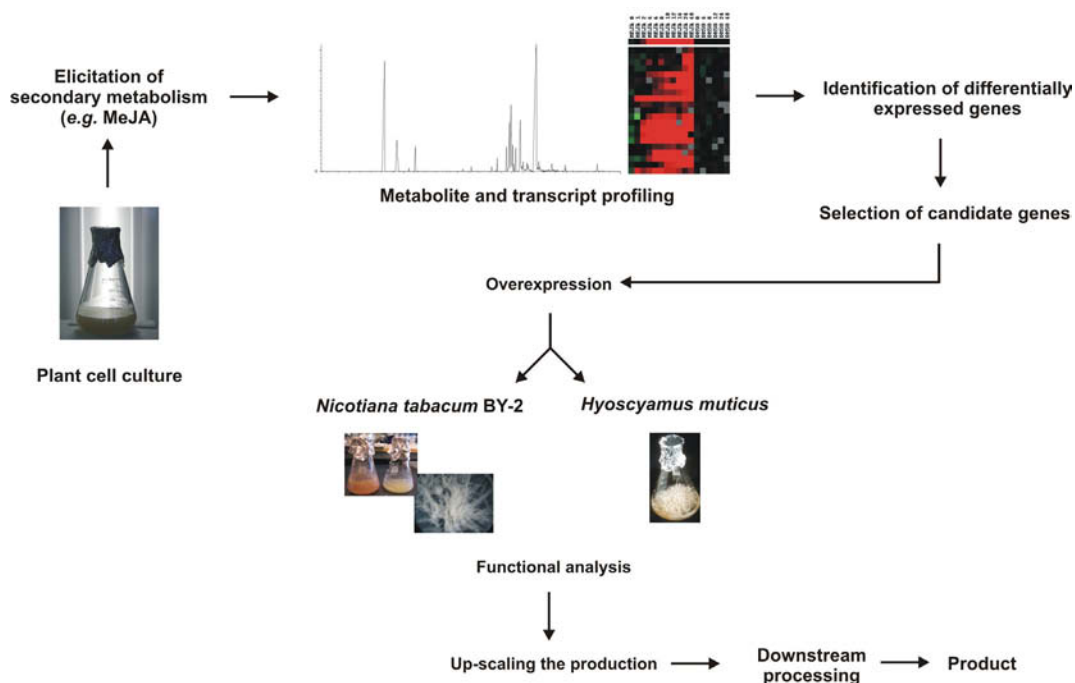 Elicitation of
secondary metabolism
(e.g. MeJA)
Plant cell culture
Metabolite and transcript profiling
Identification of differentially
expressed genes
Selection of candidate genes
Overexpression
Nicotiana tabacum BY-2
Hyoscyamus muticus
Functional analysis
Up-scaling the production
Downstream
processing
Product